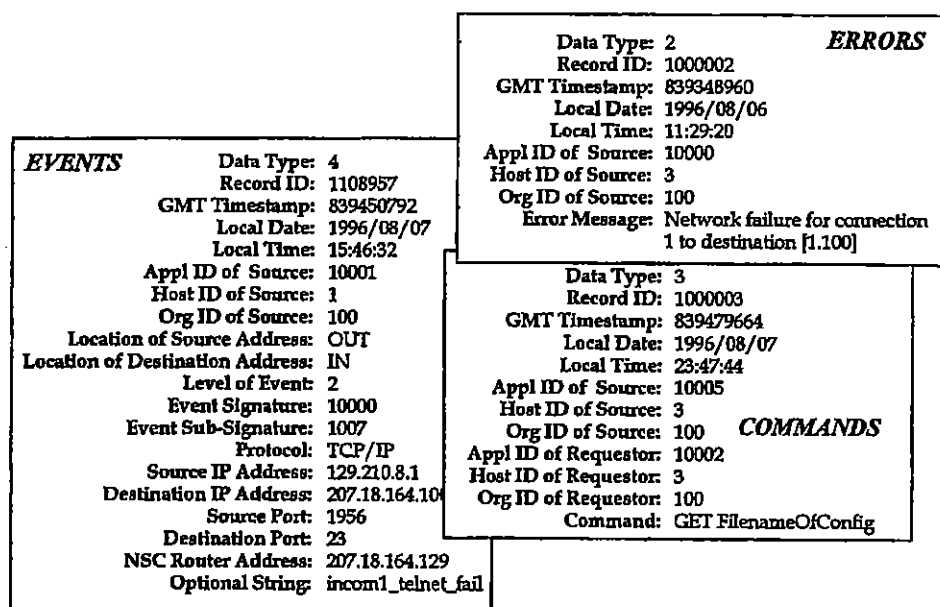 ERRORS
Data Type: 2
Record ID: 1000002
GMT Timestamp: 839348960
Local Date: 1996/08/06
Local Time: 11:29:20
Appl ID of Source: 10000
Host ID of Source: 3
Org ID of Source: 100
Error Message: Network failure for connection
1 to destination [1.100]
EVENTS
Data Type: 4
Record ID: 1108957
GMT Timestamp: 839450792
Local Date: 1996/08/07
Local Time: 15:46:32
Appl ID of Source: 10001
Host ID of Source: 1
Org ID of Source: 100
Location of Source Address: OUT
Location of Destination Address: IN
Level of Event: 2
Event Signature: 10000
Event Sub-Signature: 1007
Protocol: TCP/IP
Source IP Address: 129.210.8.1
Destination IP Address: 207.18.164.10
Source Port: 1956
Destination Port: 23
NSC Router Address: 207.18.164.129
Optional String: incom1_telnet_fail
Data Type: 3
Record ID: 1000003
GMT Timestamp: 839479664
Local Date: 1996/08/07
Local Time: 23:47:44
Appl ID of Source: 10005
Host ID of Source: 3
Org ID of Source: 100
COMMANDS
Appl ID of Requestor: 10002
Host ID of Requestor: 3
Org ID of Requestor: 100
Command: GET FilenameOfConfig